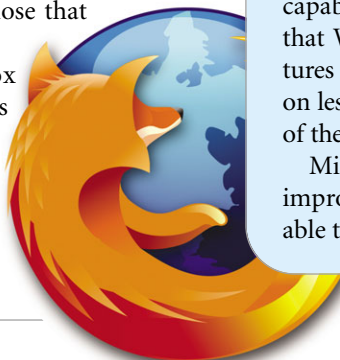 ose that
ox
s
capab
that W
tures
on les
of the
Mi
impro
able t